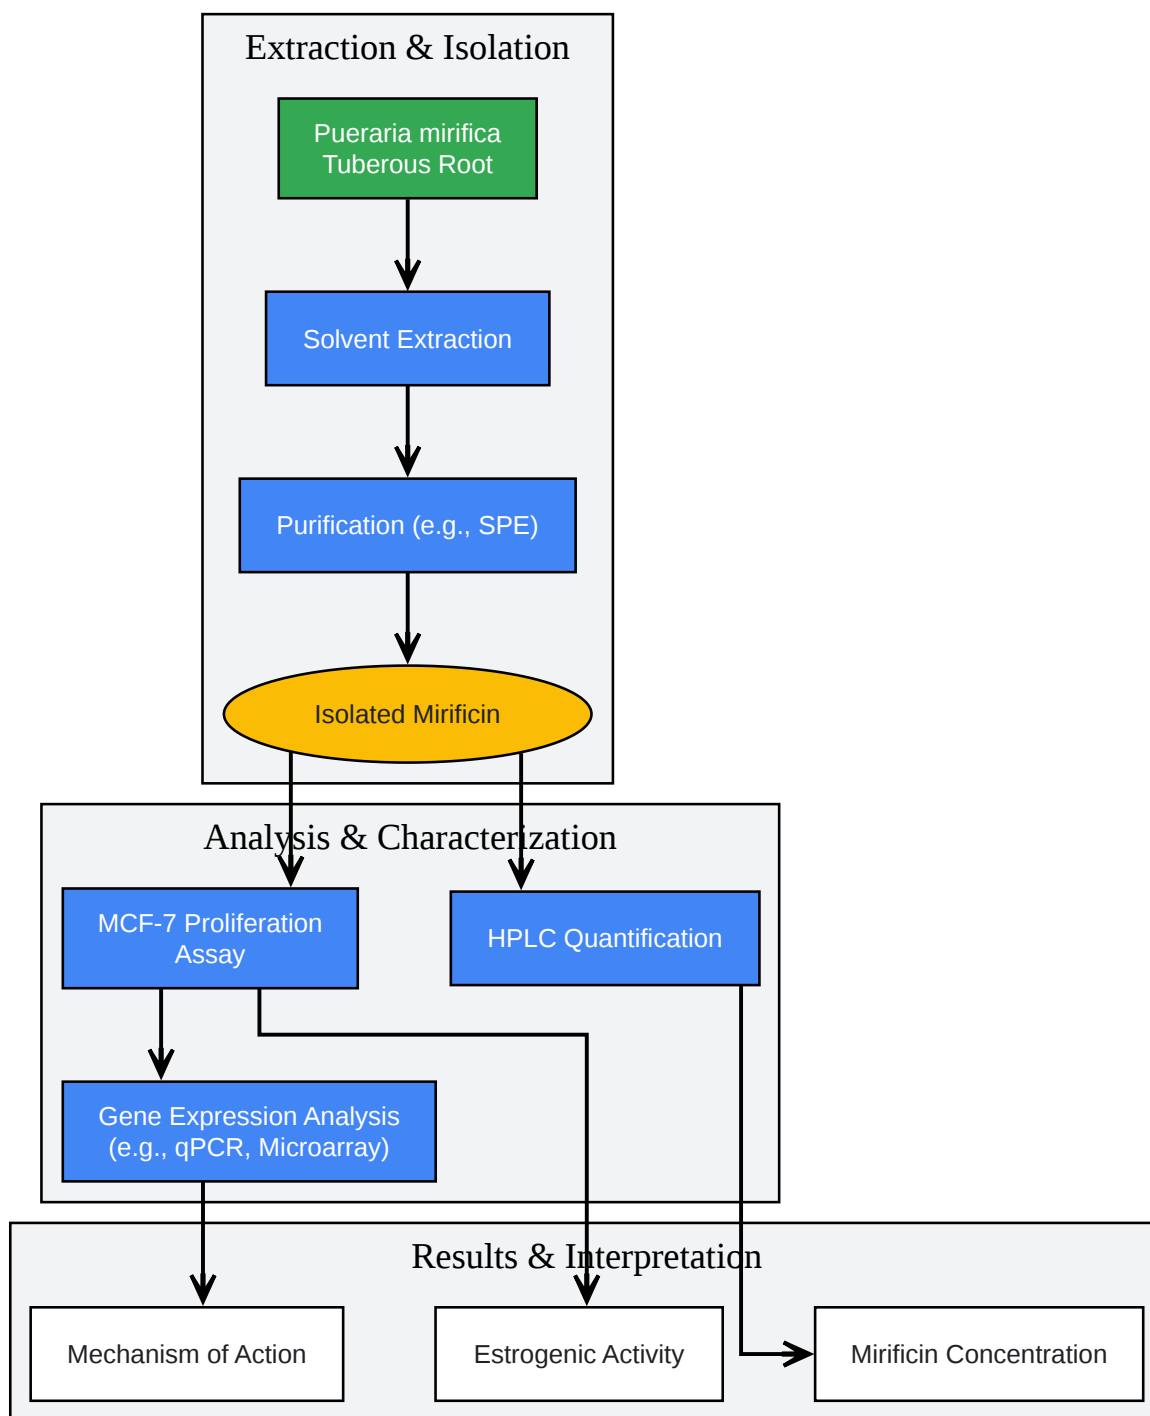 Extraction & Isolation
Pueraria mirifica
Tuberous Root
Solvent Extraction
Purification (e.g., SPE)
Isolated Mirificin
Analysis & Characterization
MCF-7 Proliferation
Assay
HPLC Quantification
Gene Expression Analysis
(e.g., qPCR, Microarray)
Results & Interpretation
Mechanism of Action
Estrogenic Activity
Mirificin Concentration